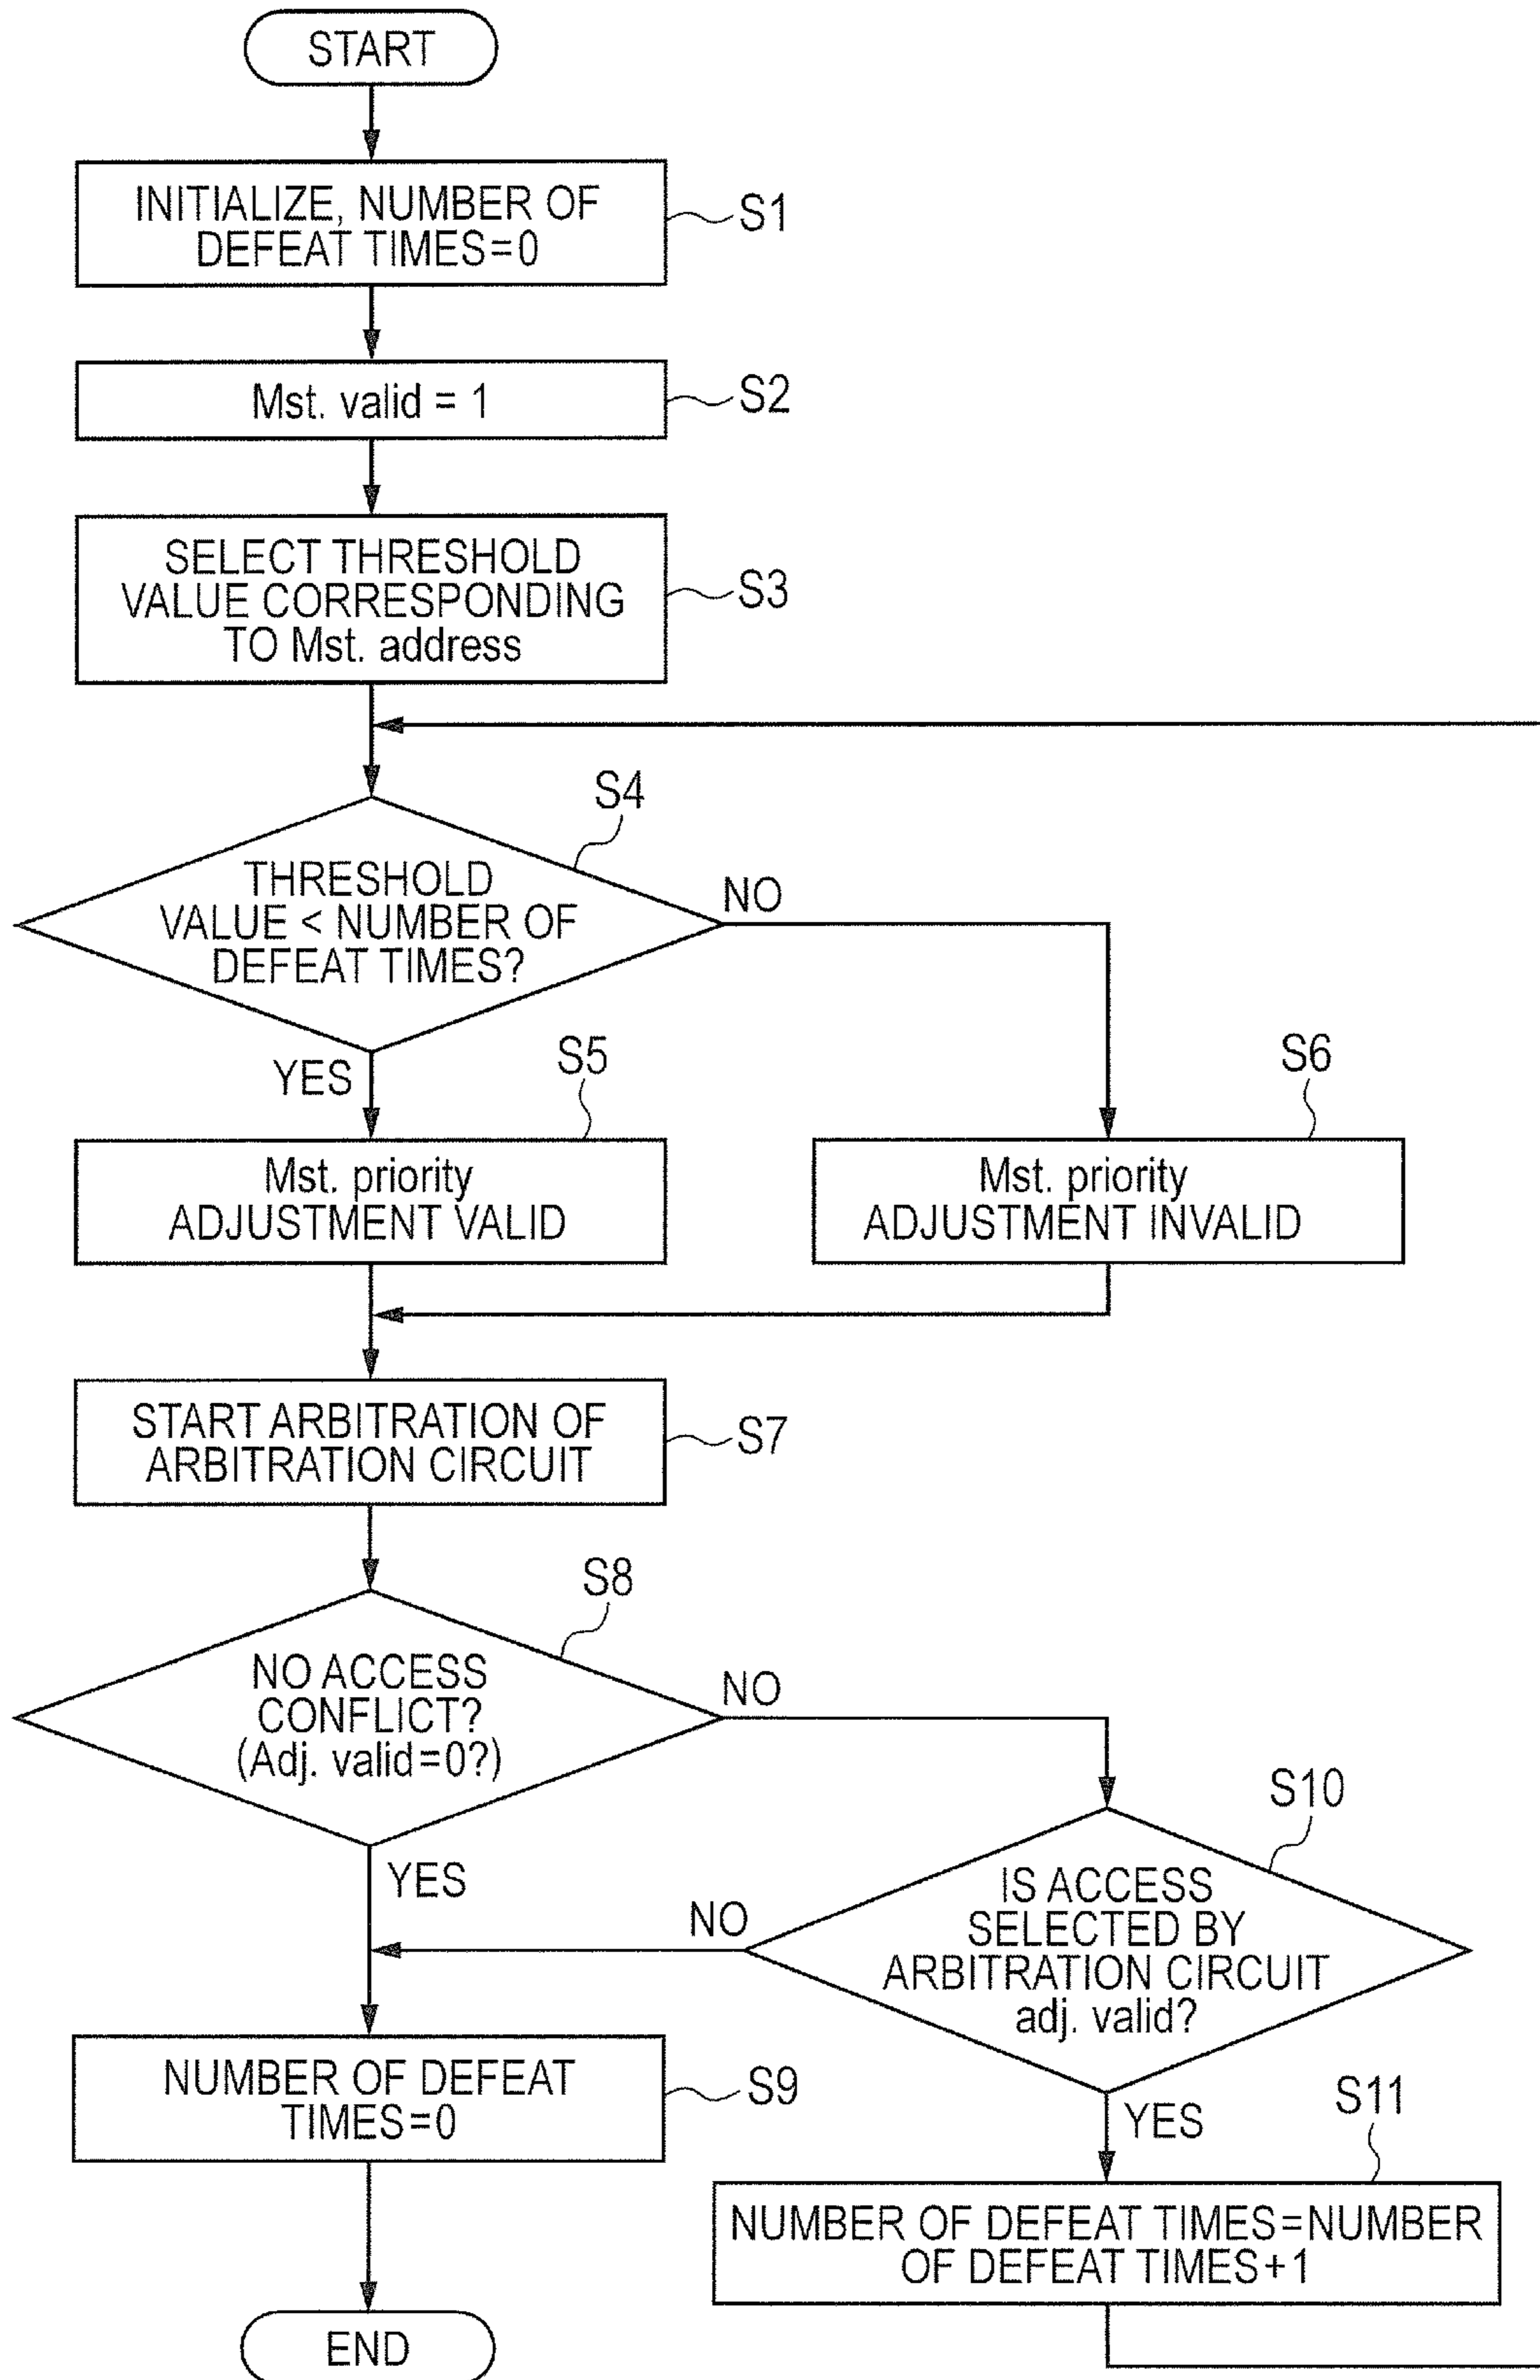 START
INITIALIZE, NUMBER OF
DEFEAT TIMES=0
S1
Mst. valid = 1
S2
SELECT THRESHOLD
VALUE CORRESPONDING
TO Mst. address
S3
S4
THRESHOLD
VALUE < NUMBER OF
DEFEAT TIMES?
NO
YES
S5
S6
Mst. priority
ADJUSTMENT VALID
Mst. priority
ADJUSTMENT INVALID
START ARBITRATION OF
ARBITRATION CIRCUIT
S7
S8
NO ACCESS
CONFLICT?
(Adj. valid=0?)
NO
YES
S10
IS ACCESS
SELECTED BY
ARBITRATION CIRCUIT
adj. valid?
NO
YES
NUMBER OF DEFEAT
TIMES=0
S9
S11
NUMBER OF DEFEAT TIMES=NUMBER
OF DEFEAT TIMES+1
END